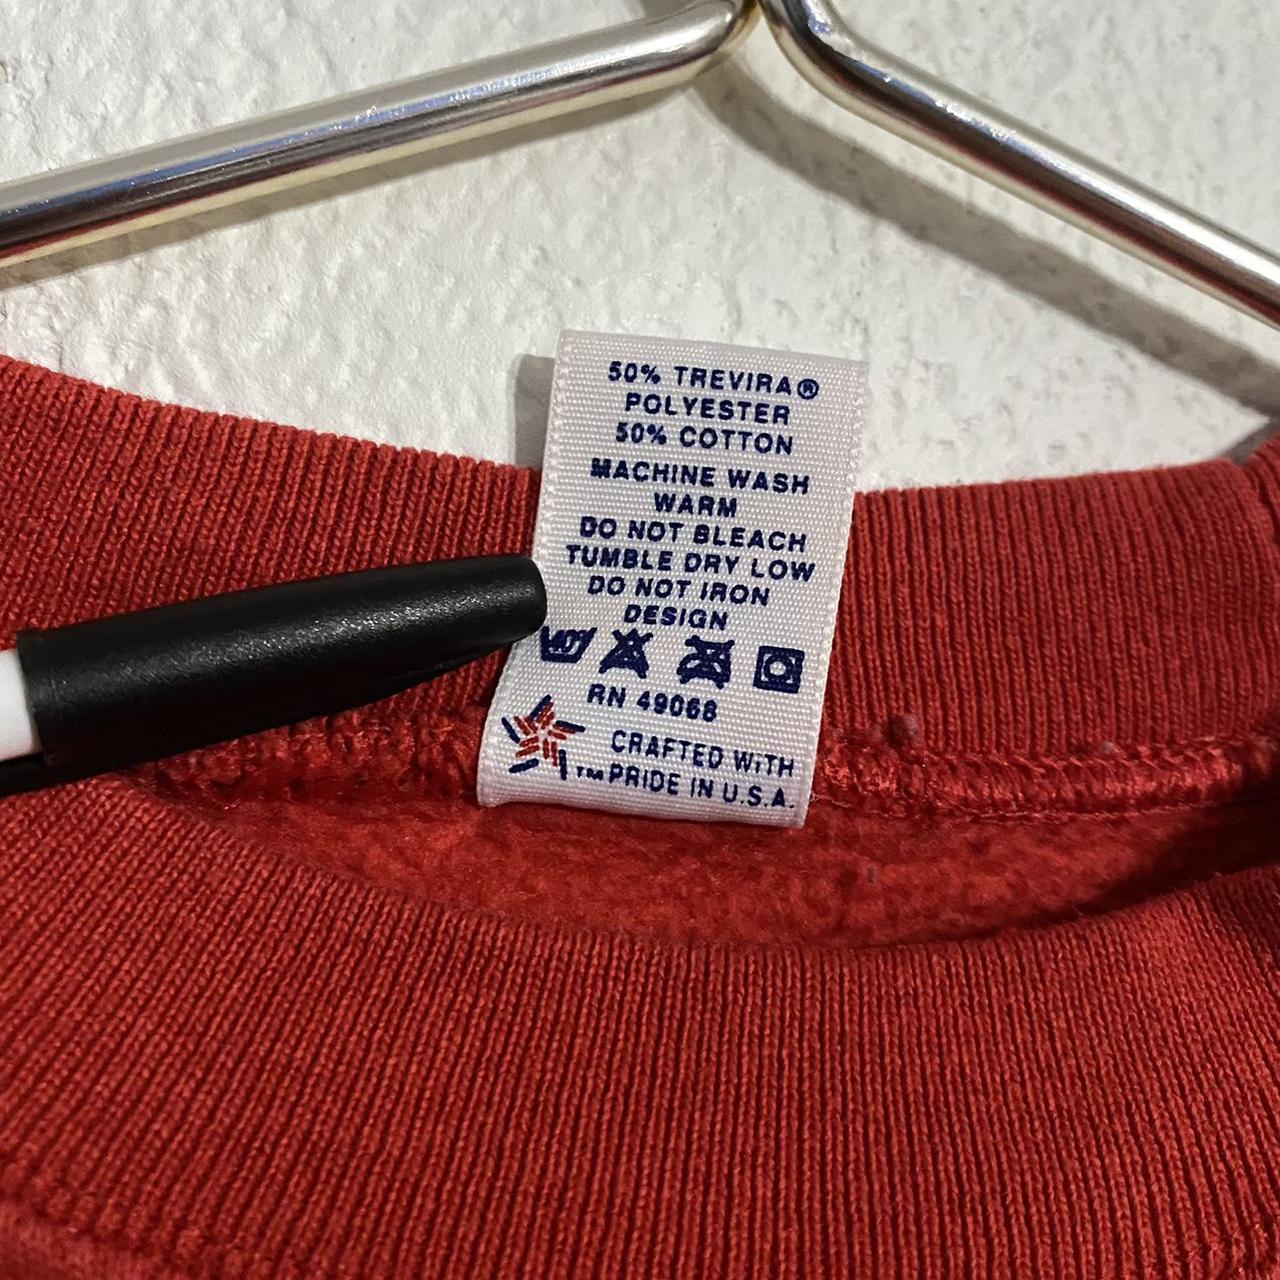 50% TREVIRA®
POLYESTER
50% COTTON
MACHINE WASH
WARM
DO NOT BLEACH
TUMBLE DRY LOW
DO NOT IRON
DESIGN
RN 49068
CRAFTED WITH
™ PRIDE IN U.S.A.